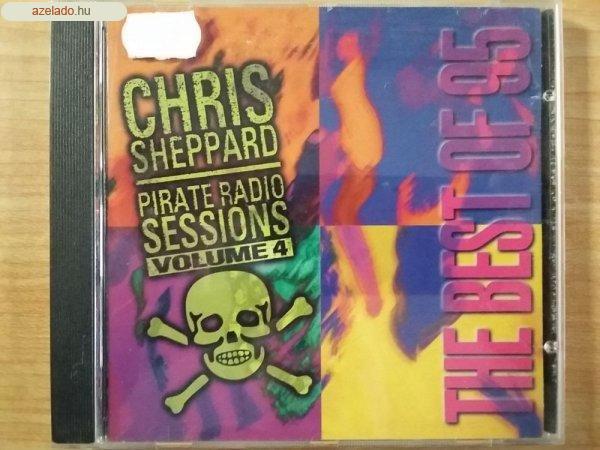 azelado.hu
CHRIS
SHEPPARD
PIRATE RADIO
SESSIONS
VOLUME 4
THE BEST OF 95